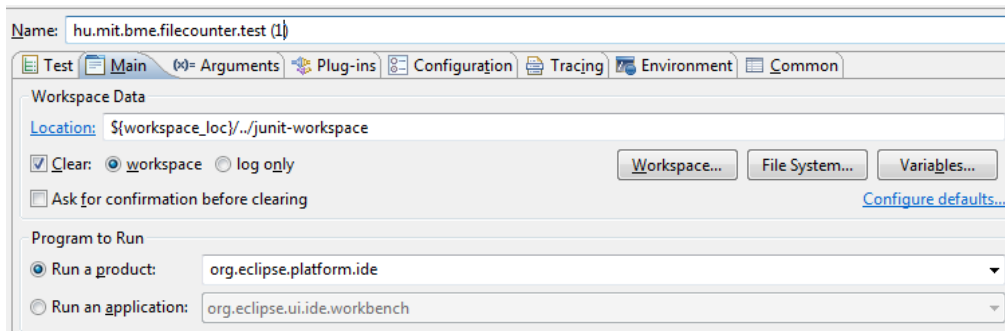 Name: hu.mit.bme.filecounter.test (1)
Test Main (x)= Arguments Plug-ins Configuration Tracing Environment Common
Workspace Data
Location: ${workspace_loc}/../junit-workspace
Clear: workspace log only Workspace... File System... Variables...
Ask for confirmation before clearing Configure defaults...
Program to Run
Run a product: org.eclipse.platform.ide
Run an application: org.eclipse.ui.ide.workbench